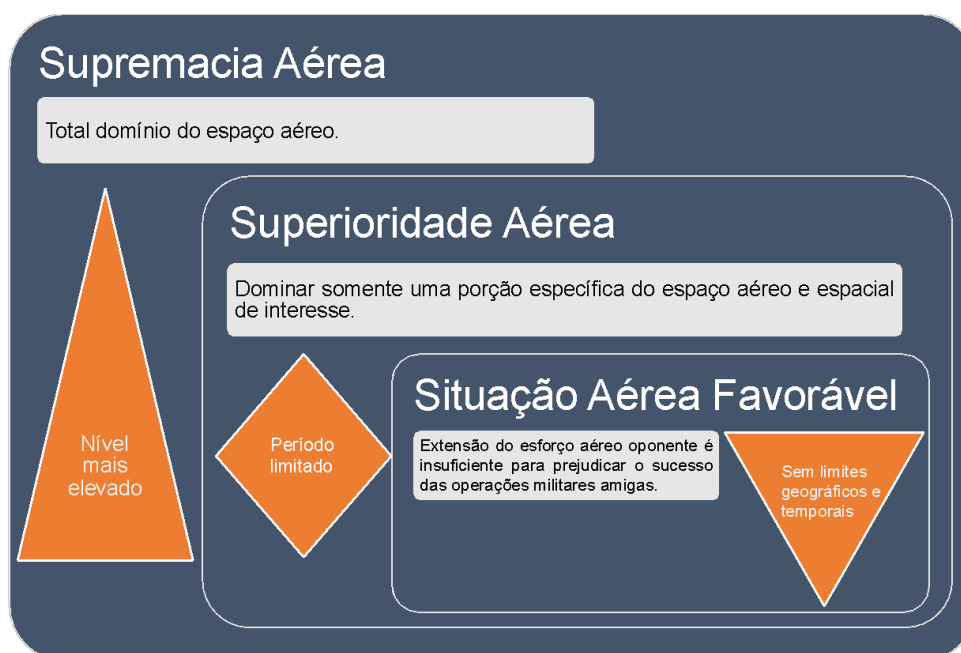 Supremacia Aérea
Total domínio do espaço aéreo.
Superioridade Aérea
Dominar somente uma porção específica do espaço aéreo e espacial
de interesse.
Situação Aérea Favorável
Extensão do esforço aéreo oponente é
insuficiente para prejudicar o sucesso
das operações militares amigas.
Nível
mais
elevado
Período
limitado
Sem limites
geográficos e
temporais